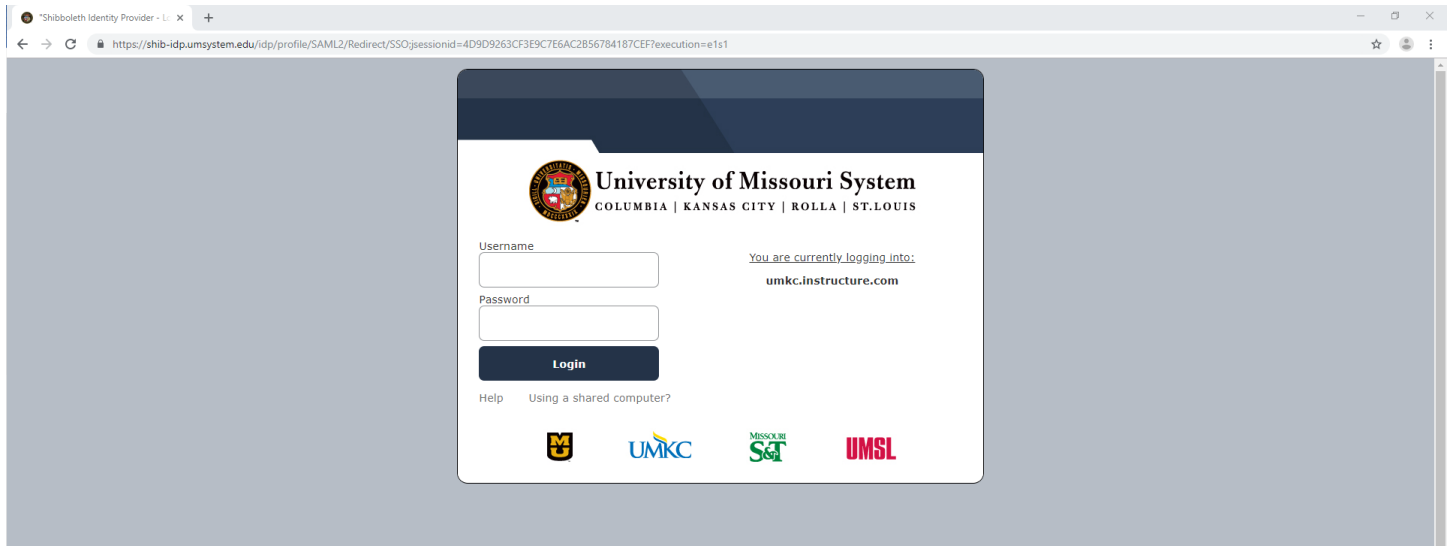 "Shibboleth Identity Provider - Lo
https://shib-idp.umsystem.edu/idp/profile/SAML2/Redirect/SSO;jsessionid=4D9D9263CF3E9C7E6AC2B56784187CEF?execution=e1s1
University of Missouri System
COLUMBIA | KANSAS CITY | ROLLA | ST.LOUIS
Username
You are currently logging into:
umkc.instructure.com
Password
Login
Help Using a shared computer?
MU UMKC MISSOURI S&T UMSL